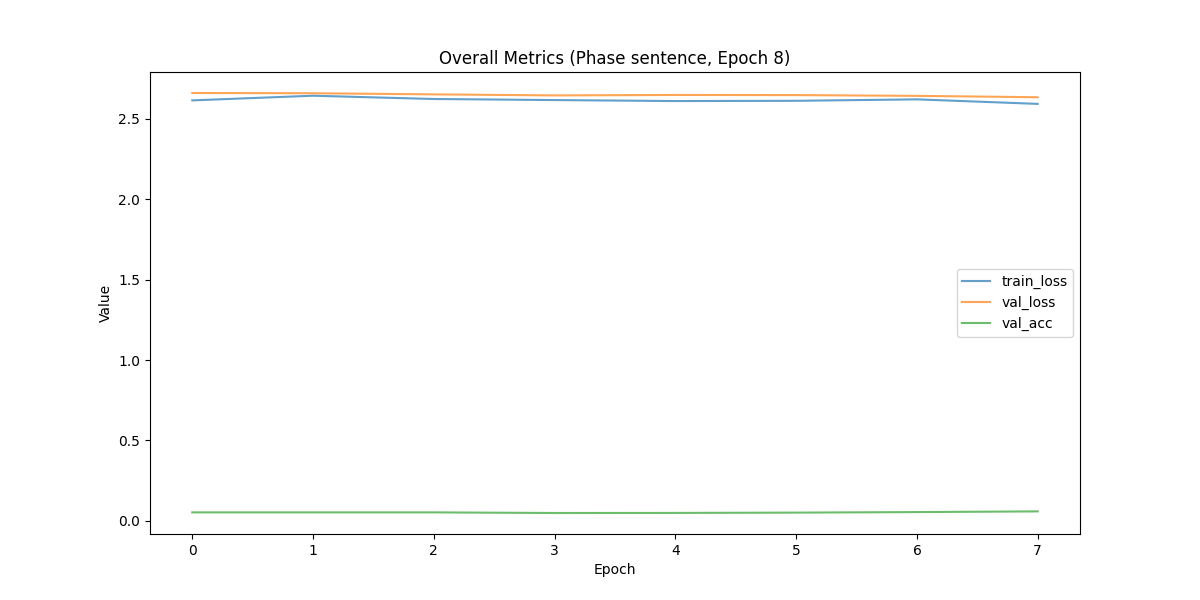 Overall Metrics (Phase sentence, Epoch 8)
2.5
2.0
1.5
1.0
0.5
0.0
Value
train_loss
val_loss
val_acc
0 1 2 3 4 5 6 7
Epoch